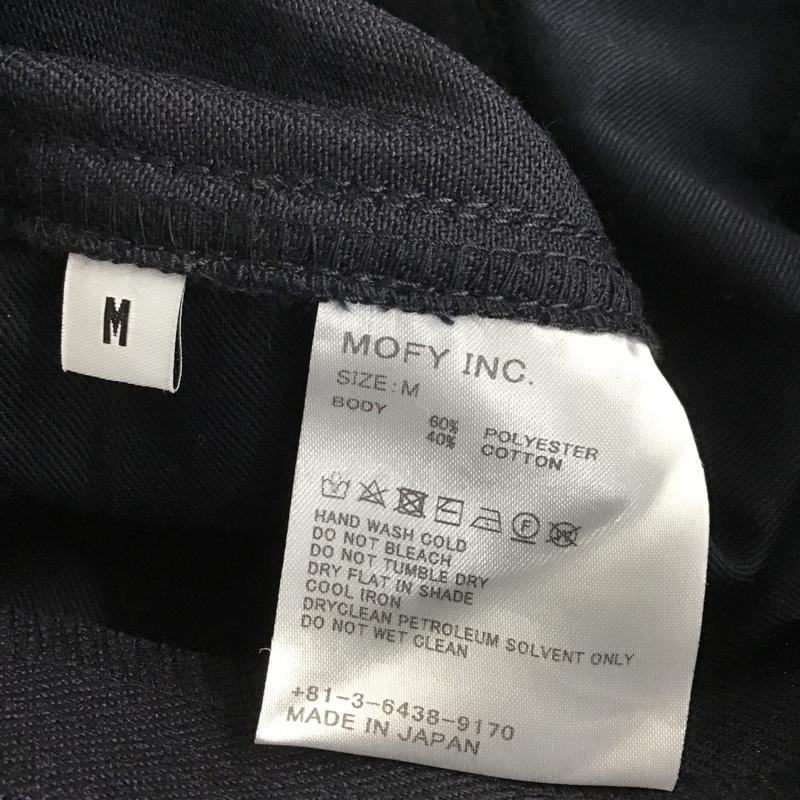 M
MOFY INC.
SIZE:M
BODY
60% POLYESTER
40% COTTON
F
HAND WASH COLD
DO NOT BLEACH
DO NOT TUMBLE DRY
DRY FLAT IN SHADE
COOL IRON
DRYCLEAN PETROLEUM SOLVENT ONLY
DO NOT WET CLEAN
+81-3-6438-9170
MADE IN JAPAN